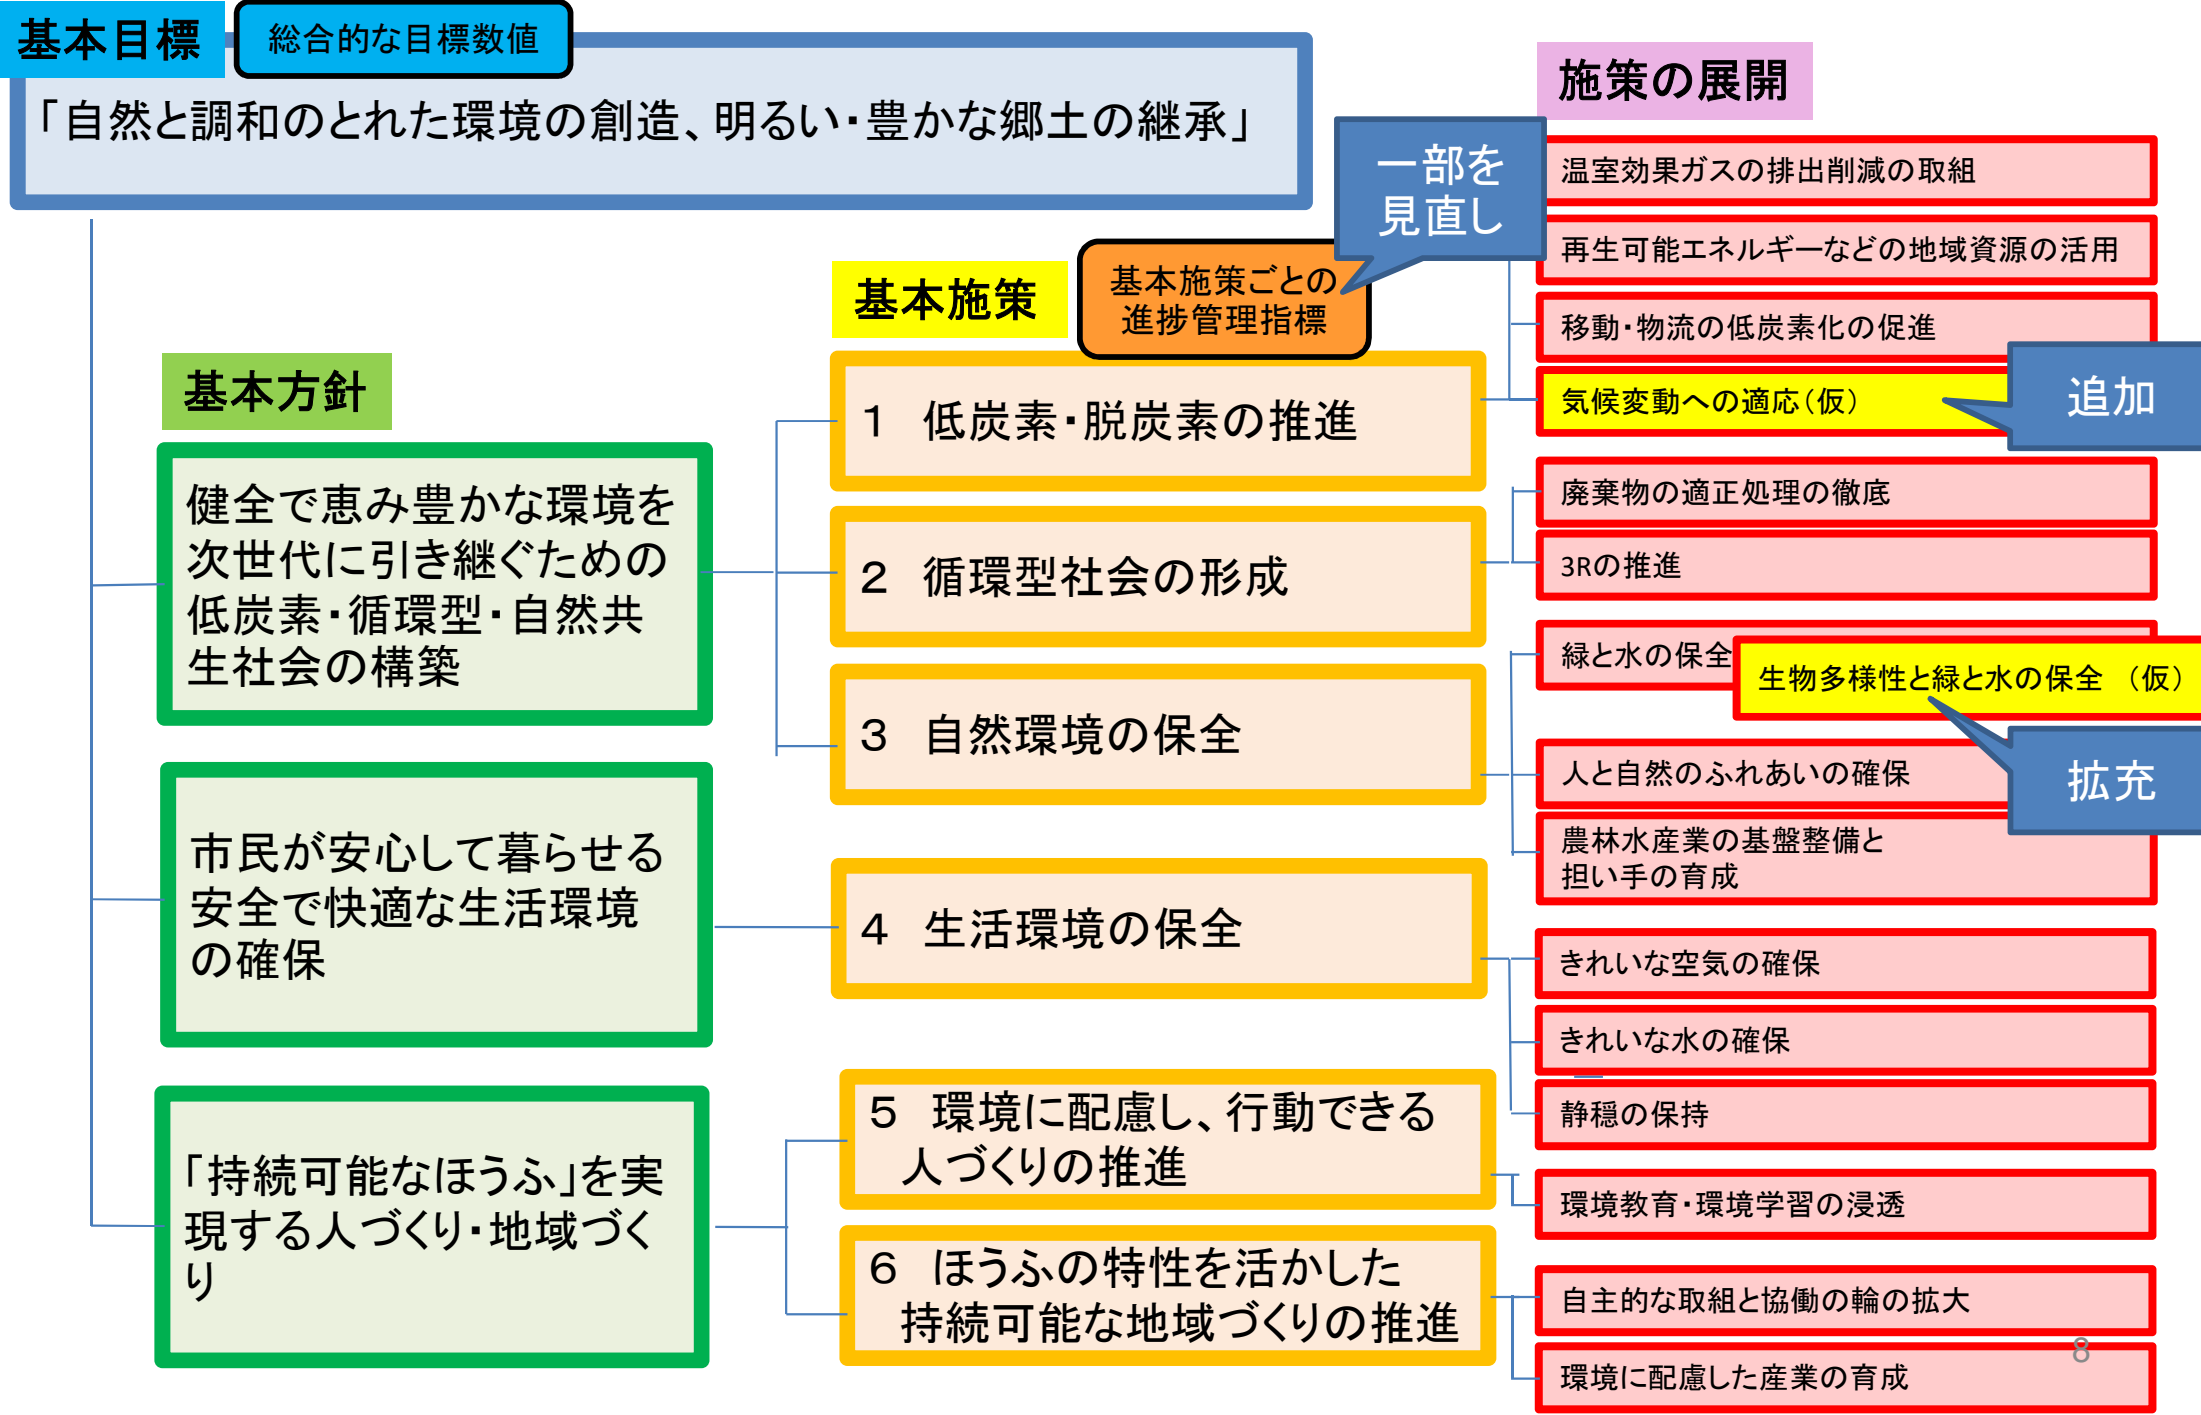 基本目標
総合的な目標数値
「自然と調和のとれた環境の創造、明るい・豊かな郷土の継承」
基本方針
健全で恵み豊かな環境を
次世代に引き継ぐための
低炭素・循環型・自然共
生社会の構築
市民が安心して暮らせる
安全で快適な生活環境
の確保
「持続可能なほうふ」を実
現する人づくり・地域づく
り
基本施策
基本施策ごとの
進捗管理指標
一部を
見直し
1 低炭素・脱炭素の推進
2 循環型社会の形成
3 自然環境の保全
4 生活環境の保全
5 環境に配慮し、行動できる
人づくりの推進
6 ほうふの特性を活かした
持続可能な地域づくりの推進
施策の展開
温室効果ガスの排出削減の取組
再生可能エネルギーなどの地域資源の活用
移動・物流の低炭素化の促進
気候変動への適応(仮)
追加
廃棄物の適正処理の徹底
3Rの推進
緑と水の保全
生物多様性と緑と水の保全 (仮)
拡充
人と自然のふれあいの確保
農林水産業の基盤整備と
担い手の育成
きれいな空気の確保
きれいな水の確保
静穏の保持
環境教育・環境学習の浸透
自主的な取組と協働の輪の拡大
環境に配慮した産業の育成
8